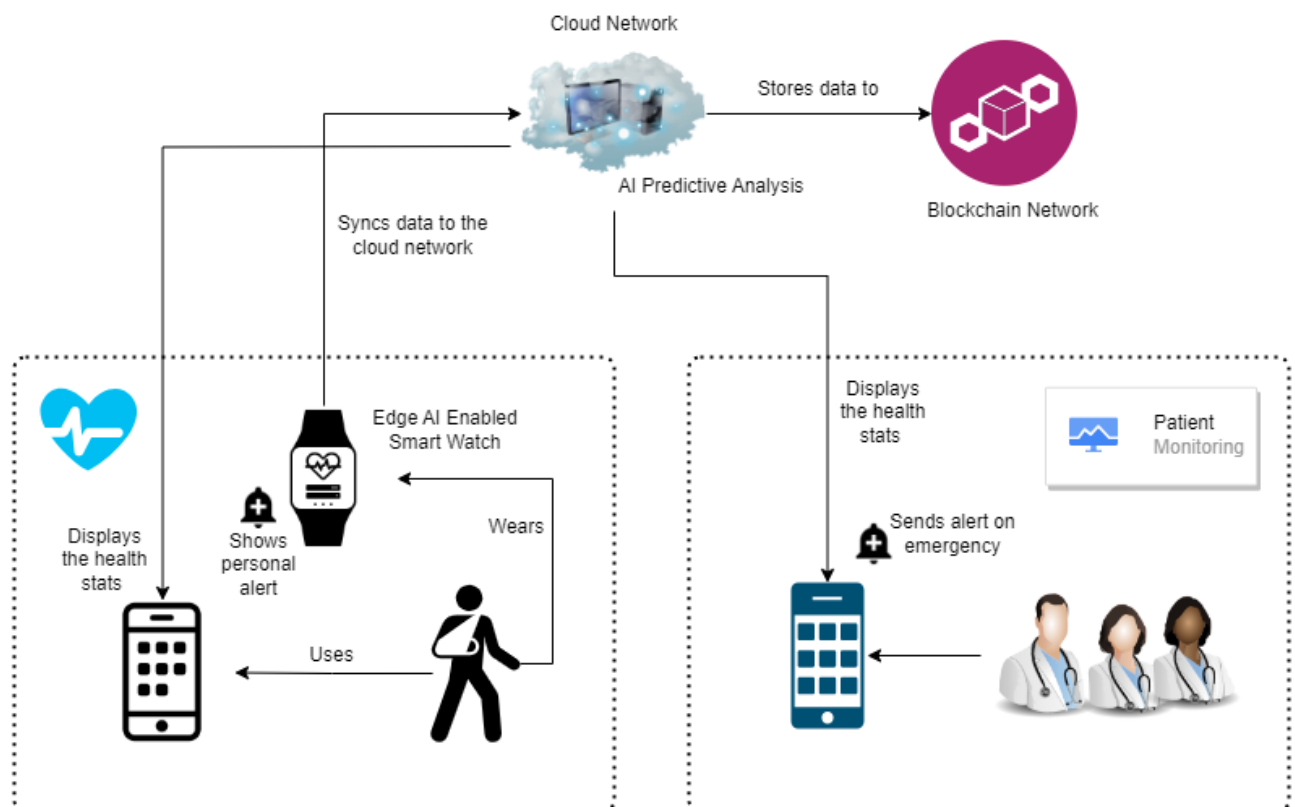 Cloud Network
Stores data to
AI Predictive Analysis
Blockchain Network
Syncs data to the
cloud network
Edge AI Enabled
Smart Watch
Displays
the health
stats
Shows
personal
alert
Wears
Uses
Displays
the health
stats
Patient
Monitoring
Sends alert on
emergency